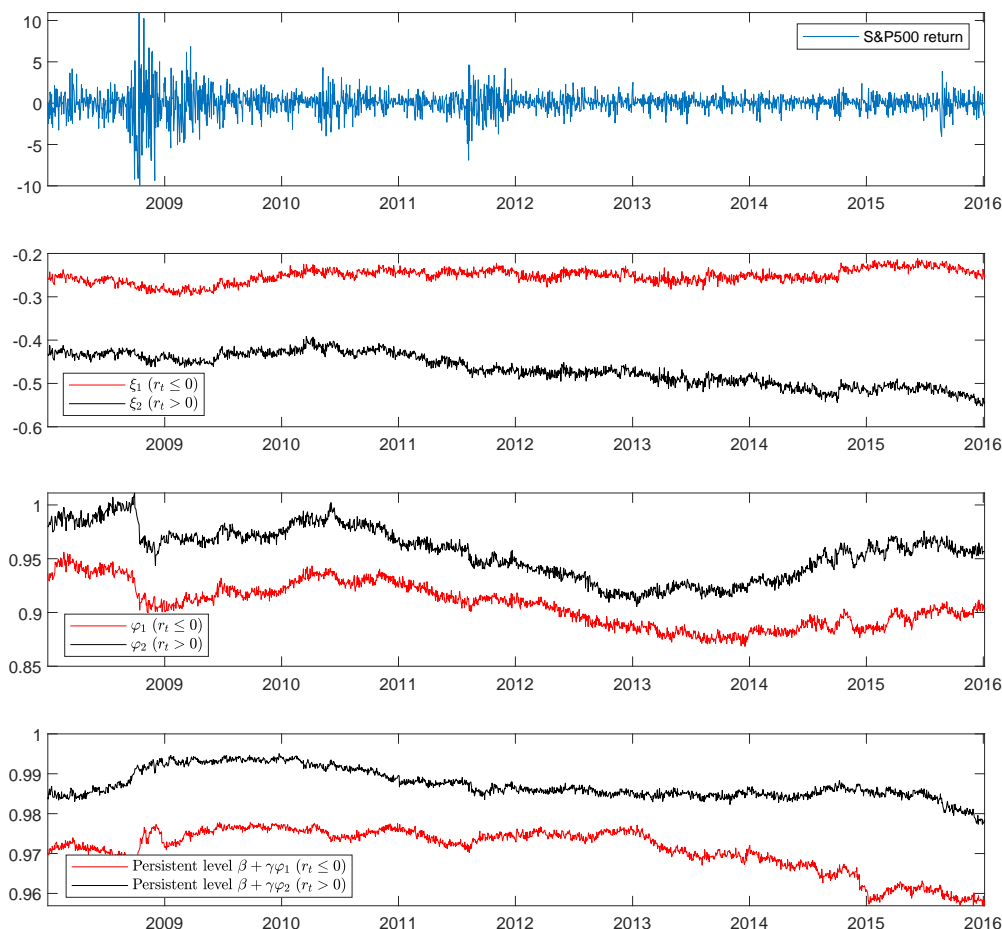 10
S&P500 return
5
0
-5
-10
2009 2010 2011 2012 2013 2014 2015 2016
-0.2
-0.3
-0.4
ξ₁ (rₜ ≤ 0)
-0.5
ξ₂ (rₜ > 0)
-0.6
2009 2010 2011 2012 2013 2014 2015 2016
1
0.95
0.9
φ₁ (rₜ ≤ 0)
φ₂ (rₜ > 0)
0.85
2009 2010 2011 2012 2013 2014 2015 2016
1
0.99
0.98
0.97
Persistent level β + γφ₁ (rₜ ≤ 0)
Persistent level β + γφ₂ (rₜ > 0)
0.96
2009 2010 2011 2012 2013 2014 2015 2016